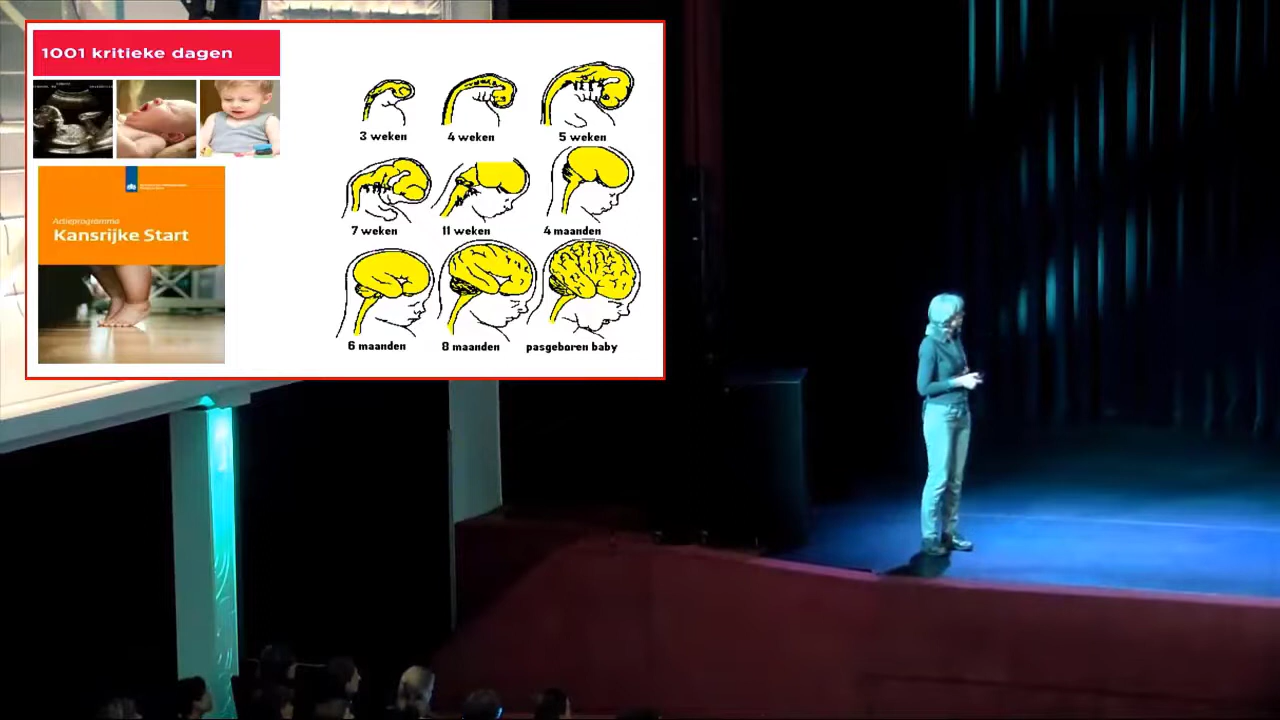 1001 kritieke dagen
Actieprogramma
Kansrijke Start
3 weken
4 weken
5 weken
7 weken
11 weken
4 maanden
6 maanden
8 maanden
pasgeboren baby